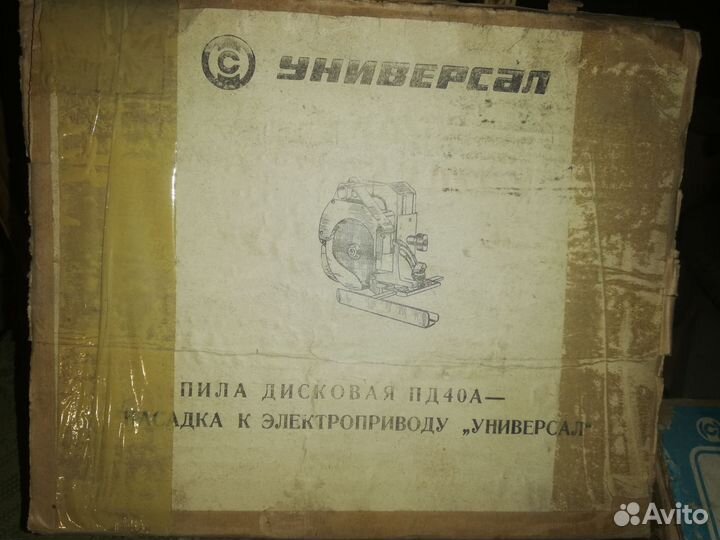 С УНИВЕРСАЛ
ПИЛА ДИСКОВАЯ ПД40А—
НАСАДКА К ЭЛЕКТРОПРИВОДУ „УНИВЕРСАЛ"
Avito